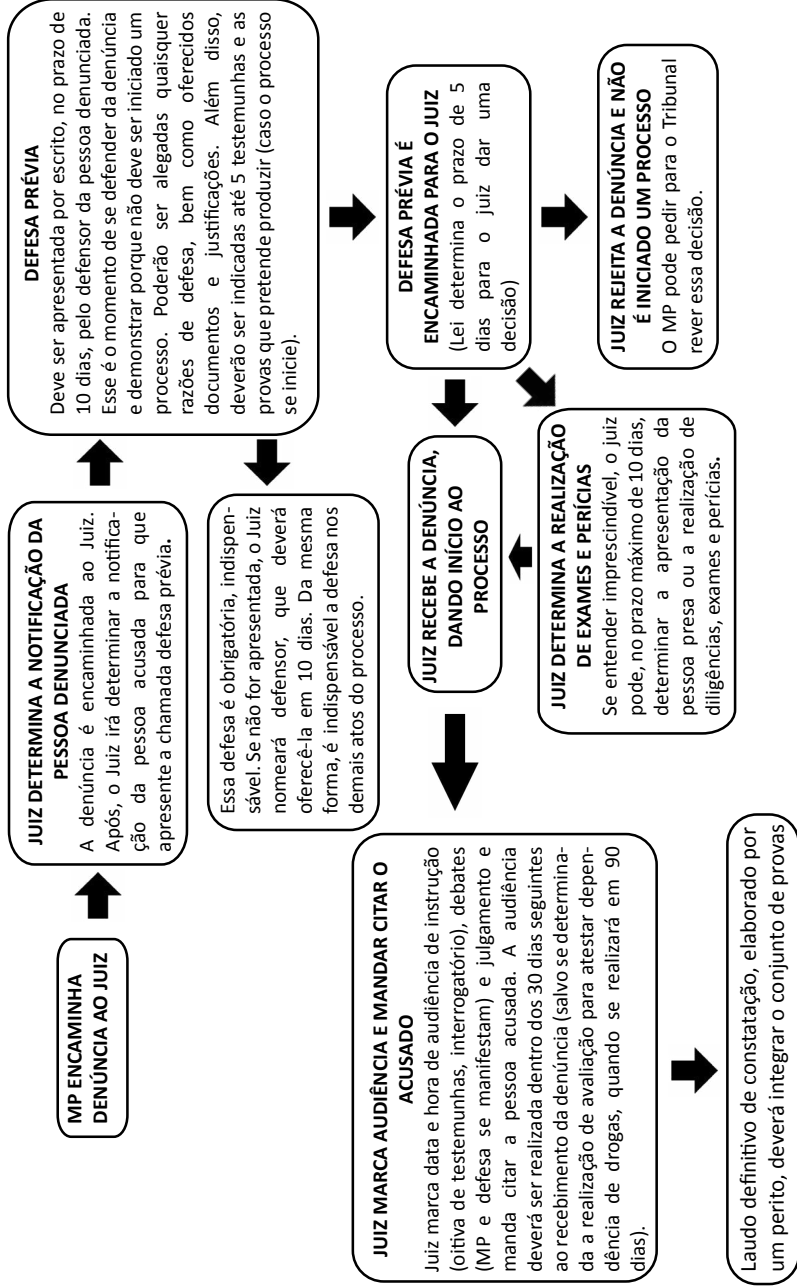 MP ENCAMINHA
DENÚNCIA AO JUIZ
JUIZ DETERMINA A NOTIFICAÇÃO DA
PESSOA DENUNCIADA
A denúncia é encaminhada ao Juiz.
Após, o Juiz irá determinar a notifica-
ção da pessoa acusada para que
apresente a chamada defesa prévia.
DEFESA PRÉVIA
Deve ser apresentada por escrito, no prazo de
10 dias, pelo defensor da pessoa denunciada.
Esse é o momento de se defender da denúncia
e demonstrar porque não deve ser iniciado um
processo. Poderão ser alegadas quaisquer
razões de defesa, bem como oferecidos
documentos e justificações. Além disso,
deverão ser indicadas até 5 testemunhas e as
provas que pretende produzir (caso o processo
se inicie).
Essa defesa é obrigatória, indispen-
sável. Se não for apresentada, o Juiz
nomeará defensor, que deverá
oferecê-la em 10 dias. Da mesma
forma, é indispensável a defesa nos
demais atos do processo.
DEFESA PRÉVIA É
ENCAMINHADA PARA O JUIZ
(Lei determina o prazo de 5
dias para o juiz dar uma
decisão)
JUIZ REJEITA A DENÚNCIA E NÃO
É INICIADO UM PROCESSO
O MP pode pedir para o Tribunal
rever essa decisão.
JUIZ RECEBE A DENÚNCIA,
DANDO INÍCIO AO
PROCESSO
JUIZ DETERMINA A REALIZAÇÃO
DE EXAMES E PERÍCIAS
Se entender imprescindível, o juiz
pode, no prazo máximo de 10 dias,
determinar a apresentação da
pessoa presa ou a realização de
diligências, exames e perícias.
JUIZ MARCA AUDIÊNCIA E MANDAR CITAR O
ACUSADO
Juiz marca data e hora de audiência de instrução
(oitiva de testemunhas, interrogatório), debates
(MP e defesa se manifestam) e julgamento e
manda citar a pessoa acusada. A audiência
deverá ser realizada dentro dos 30 dias seguintes
ao recebimento da denúncia (salvo se determina-
da a realização de avaliação para atestar depen-
dência de drogas, quando se realizará em 90
dias).
Laudo definitivo de constatação, elaborado por
um perito, deverá integrar o conjunto de provas